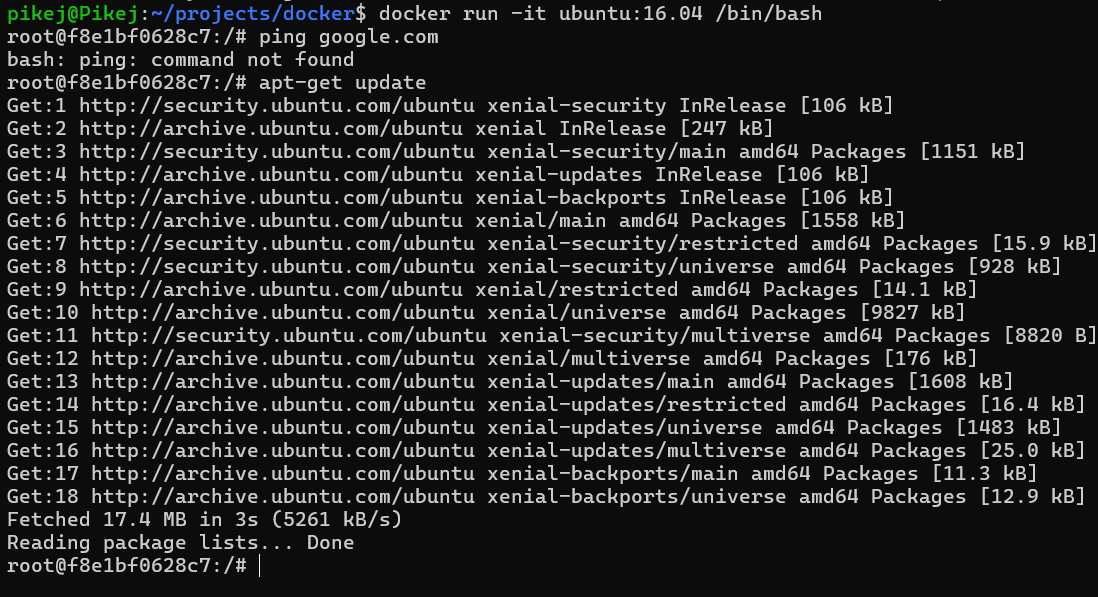 pikej@Pikej:~/projects/docker$ docker run -it ubuntu:16.04 /bin/bash
root@f8e1bf0628c7:/# ping google.com
bash: ping: command not found
root@f8e1bf0628c7:/# apt-get update
Get:1 http://security.ubuntu.com/ubuntu xenial-security InRelease [106 kB]
Get:2 http://archive.ubuntu.com/ubuntu xenial InRelease [247 kB]
Get:3 http://security.ubuntu.com/ubuntu xenial-security/main amd64 Packages [1151 kB]
Get:4 http://archive.ubuntu.com/ubuntu xenial-updates InRelease [106 kB]
Get:5 http://archive.ubuntu.com/ubuntu xenial-backports InRelease [106 kB]
Get:6 http://archive.ubuntu.com/ubuntu xenial/main amd64 Packages [1558 kB]
Get:7 http://security.ubuntu.com/ubuntu xenial-security/restricted amd64 Packages [15.9 kB]
Get:8 http://security.ubuntu.com/ubuntu xenial-security/universe amd64 Packages [928 kB]
Get:9 http://archive.ubuntu.com/ubuntu xenial/restricted amd64 Packages [14.1 kB]
Get:10 http://archive.ubuntu.com/ubuntu xenial/universe amd64 Packages [9827 kB]
Get:11 http://security.ubuntu.com/ubuntu xenial-security/multiverse amd64 Packages [8820 B]
Get:12 http://archive.ubuntu.com/ubuntu xenial/multiverse amd64 Packages [176 kB]
Get:13 http://archive.ubuntu.com/ubuntu xenial-updates/main amd64 Packages [1608 kB]
Get:14 http://archive.ubuntu.com/ubuntu xenial-updates/restricted amd64 Packages [16.4 kB]
Get:15 http://archive.ubuntu.com/ubuntu xenial-updates/universe amd64 Packages [1483 kB]
Get:16 http://archive.ubuntu.com/ubuntu xenial-updates/multiverse amd64 Packages [25.0 kB]
Get:17 http://archive.ubuntu.com/ubuntu xenial-backports/main amd64 Packages [11.3 kB]
Get:18 http://archive.ubuntu.com/ubuntu xenial-backports/universe amd64 Packages [12.9 kB]
Fetched 17.4 MB in 3s (5261 kB/s)
Reading package lists... Done
root@f8e1bf0628c7:/#